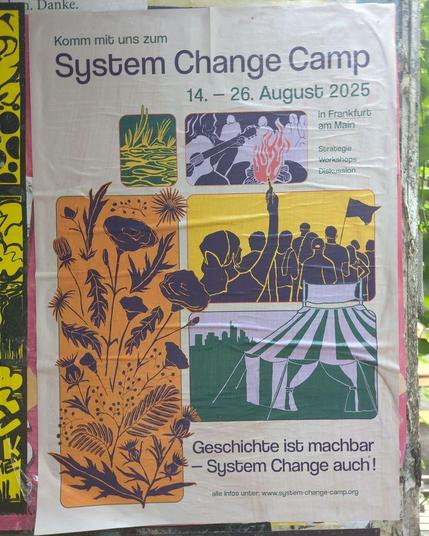 n. Danke.
Komm mit uns zum
System Change Camp
14. – 26. August 2025
in Frankfurt
am Main
Strategie
Workshops
Diskussion
Geschichte ist machbar
– System Change auch!
alle Infos unter: www.system-change-camp.org